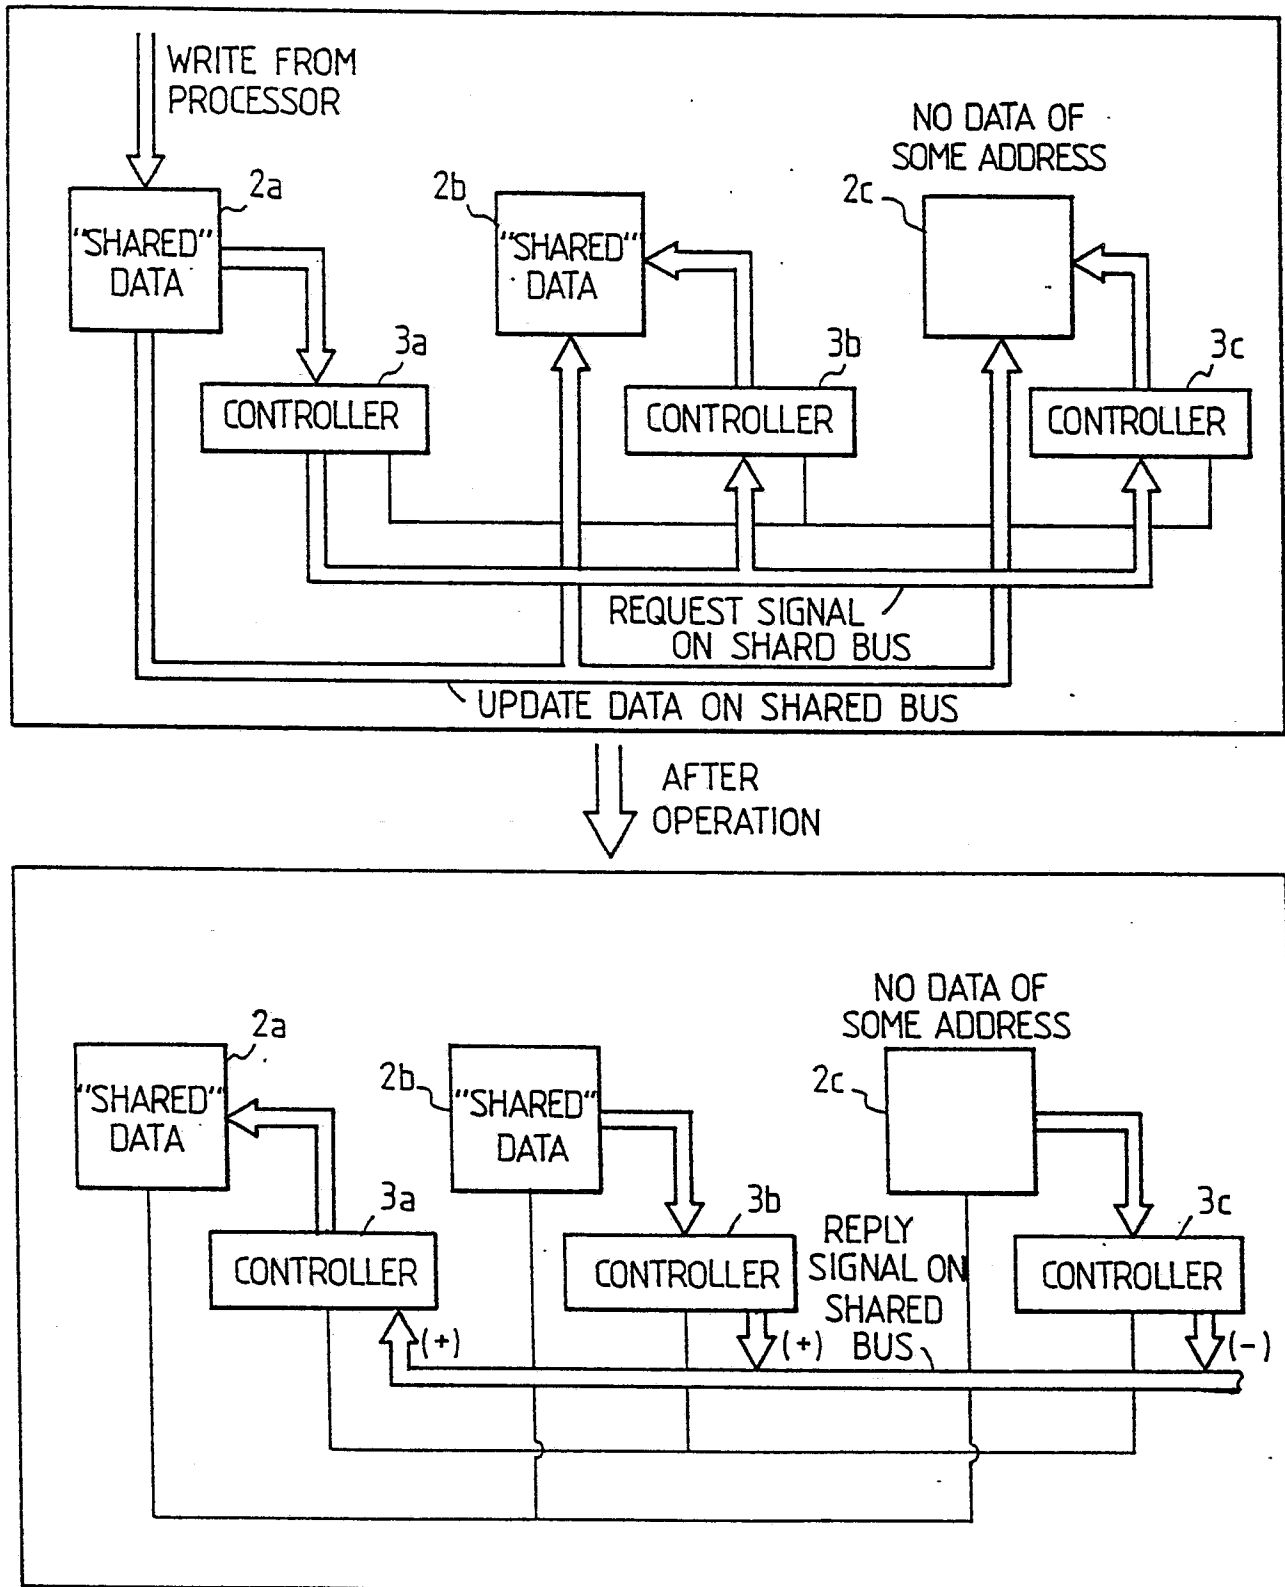 WRITE FROM
PROCESSOR
NO DATA OF
SOME ADDRESS
2a
2b
2c
"SHARED"
DATA
"SHARED"
DATA
3a
3b
3c
CONTROLLER
CONTROLLER
CONTROLLER
REQUEST SIGNAL
ON SHARD BUS
UPDATE DATA ON SHARED BUS
AFTER
OPERATION
NO DATA OF
SOME ADDRESS
2a
2b
2c
"SHARED"
DATA
"SHARED"
DATA
3a
3b
3c
REPLY
SIGNAL ON
SHARED
BUS
CONTROLLER
CONTROLLER
CONTROLLER
(+)
(+)
(-)